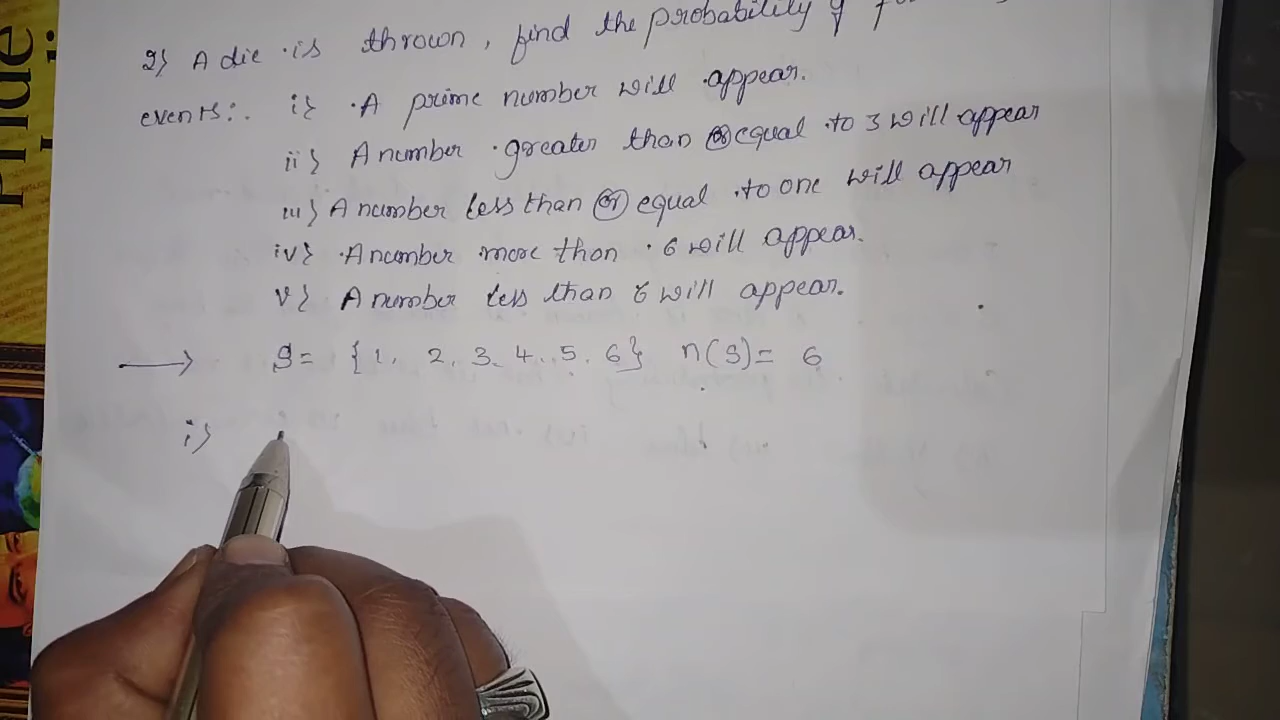 2} A die is thrown, find the probability of
events:. i} A prime number will appear.
ii} A number greater than or equal to 3 will appear
iii} A number less than or equal to one will appear
iv} A number more than 6 will appear.
v} A number less than 6 will appear.
→ S = {1, 2, 3, 4, 5, 6} n(S) = 6
i}